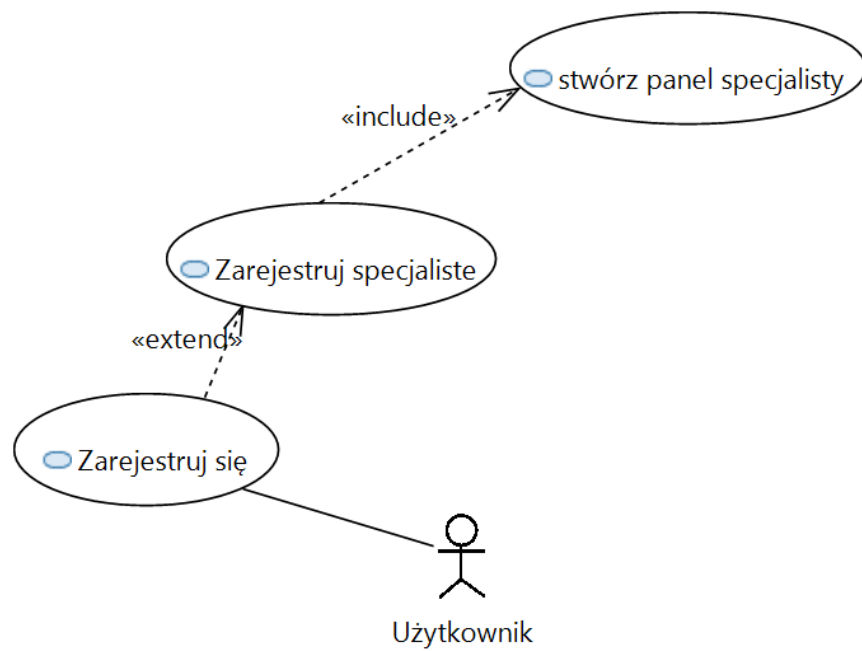 stwórz panel specjalisty
«include»
Zarejestruj specjaliste
«extend»
Zarejestruj się
Użytkownik